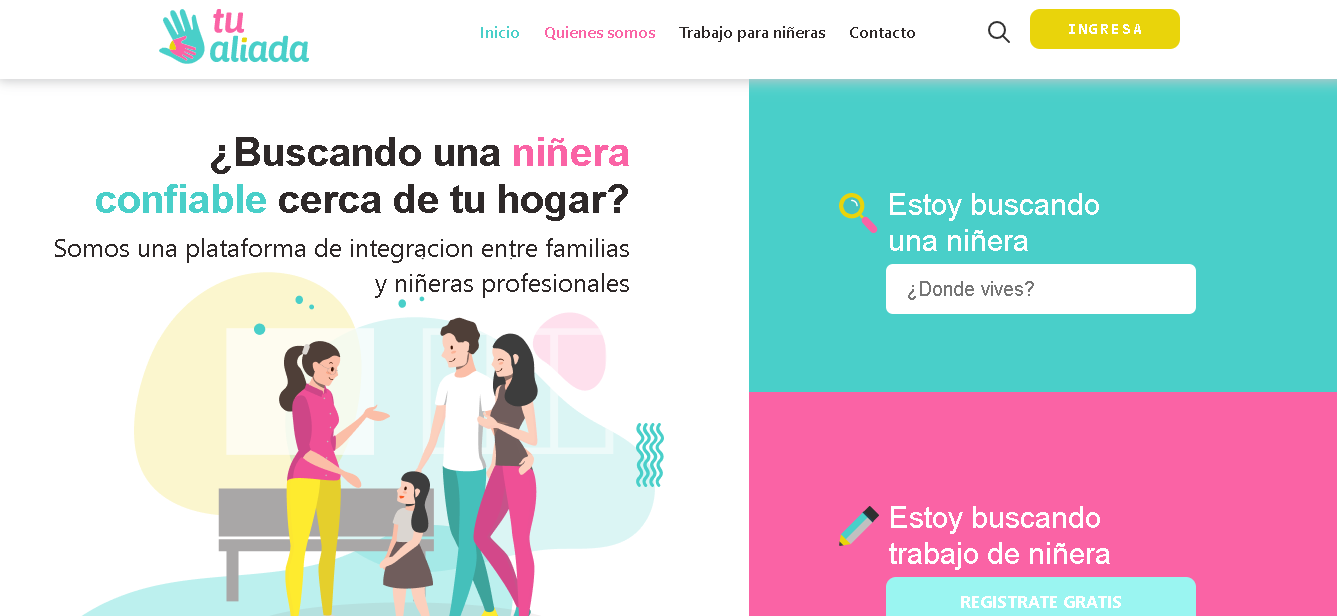 tu
aliada
Inicio
Quienes somos
Trabajo para niñeras
Contacto
INGRESA
¿Buscando una niñera
confiable cerca de tu hogar?
Somos una plataforma de integracion entre familias
y niñeras profesionales
Estoy buscando
una niñera
¿Donde vives?
Estoy buscando
trabajo de niñera
REGISTRATE GRATIS